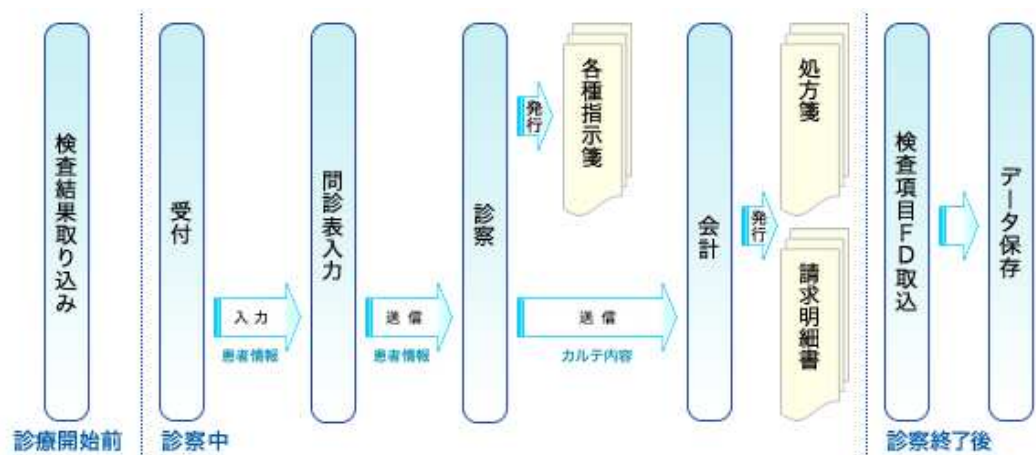 検査結果取り込み
診療開始前
受付
入力
患者情報
問診表入力
送信
患者情報
診察
発行
各種指示箋
送信
カルテ内容
会計
発行
処方箋
請求明細書
診察中
検査項目FD取込
データ保存
診察終了後